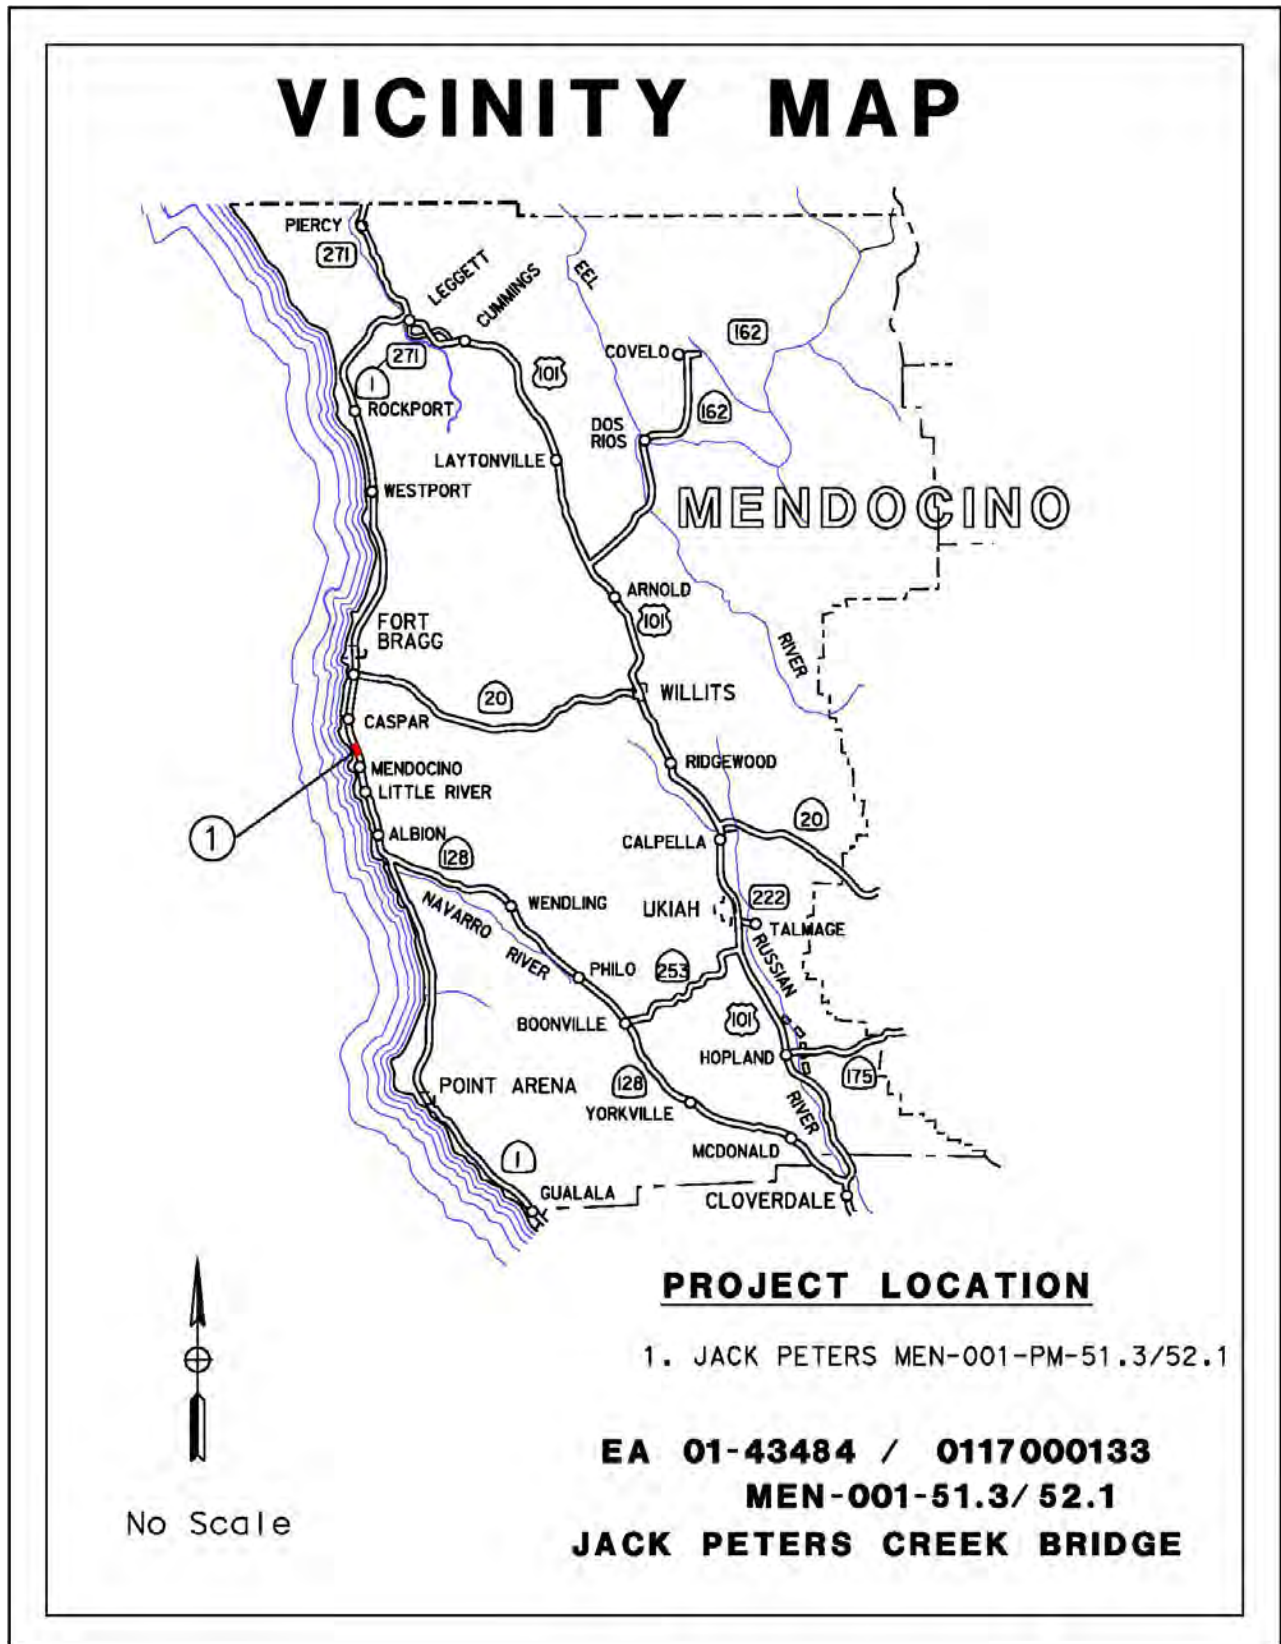 VICINITY MAP
PIERCY
271
LEGGETT
CUMMINGS
EEL
271
1
101
COVELO
162
162
ROCKPORT
DOS
RIOS
LAYTONVILLE
WESTPORT
MENDOCINO
ARNOLD
101
FORT
BRAGG
RIVER
20
WILLITS
CASPAR
RIDGEWOOD
MENDOCINO
LITTLE RIVER
1
ALBION
128
CALPELLA
20
NAVARRO
RIVER
WENDLING
UKIAH
222
TALMAGE
RUSSIAN
RIVER
PHILO
253
BOONVILLE
101
HOPLAND
175
POINT ARENA
128
YORKVILLE
MCDONALD
1
GUALALA
CLOVERDALE
PROJECT LOCATION
1. JACK PETERS MEN-001-PM-51.3/52.1
EA 01-43484 / 0117000133
MEN-001-51.3/52.1
JACK PETERS CREEK BRIDGE
No Scale